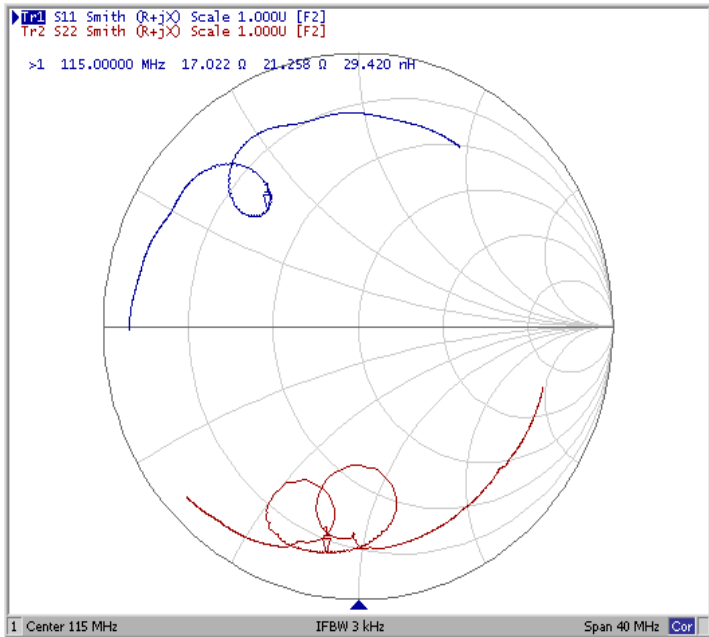 Tr1 S11 Smith (R+jX) Scale 1.000U [F2]
Tr2 S22 Smith (R+jX) Scale 1.000U [F2]
>1 115.00000 MHz 17.022 Ω 21.258 Ω 29.420 nH
1 Center 115 MHz IFBW 3 kHz Span 40 MHz Cor